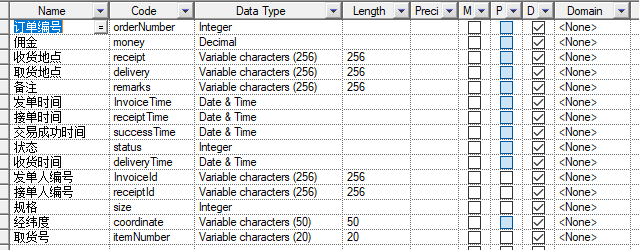 Name Code Data Type Length Preci M P D Domain
订单编号 = orderNumber Integer <None>
佣金 money Decimal <None>
收货地点 receipt Variable characters (256) 256 <None>
取货地点 delivery Variable characters (256) 256 <None>
备注 remarks Variable characters (256) 256 <None>
发单时间 InvoiceTime Date & Time <None>
接单时间 receiptTime Date & Time <None>
交易成功时间 successTime Date & Time <None>
状态 status Integer <None>
收货时间 deliveryTime Date & Time <None>
发单人编号 InvoiceId Variable characters (256) 256 <None>
接单人编号 receiptId Variable characters (256) 256 <None>
规格 size Integer <None>
经纬度 coordinate Variable characters (50) 50 <None>
取货号 itemNumber Variable characters (20) 20 <None>